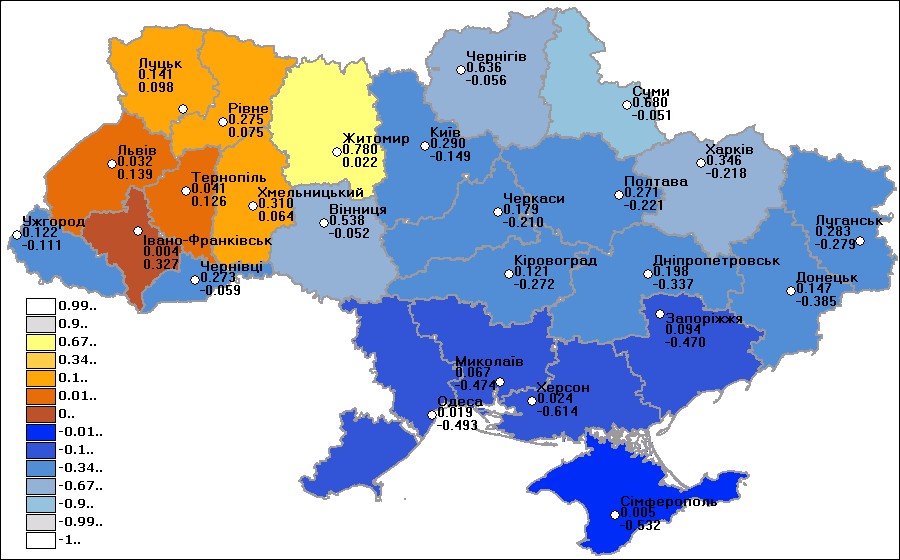 Чернігів
0.636
-0.056
Луцьк
0.141
0.098
Суми
0.680
-0.051
Рівне
0.275
0.075
Житомир
0.780
0.022
Київ
0.290
-0.149
Харків
0.346
-0.218
Львів
0.032
0.139
Тернопіль
0.041
0.126
Хмельницький
0.310
0.064
Полтава
0.271
-0.221
Черкаси
0.179
-0.210
Вінниця
0.538
-0.052
Ужгород
0.122
-0.111
Луганськ
0.283
-0.279
Івано-Франківськ
0.004
0.327
Чернівці
0.273
-0.059
Кіровоград
0.121
-0.272
Дніпропетровськ
0.198
-0.337
Донецьк
0.147
-0.385
Запоріжжя
0.094
-0.470
Миколаїв
0.067
-0.474
Херсон
0.024
-0.614
Одеса
0.019
-0.493
Сімферополь
0.005
-0.532
0.99..
0.9..
0.67..
0.34..
0.1..
0.01..
0..
-0.01..
-0.1..
-0.34..
-0.67..
-0.9..
-0.99..
-1..